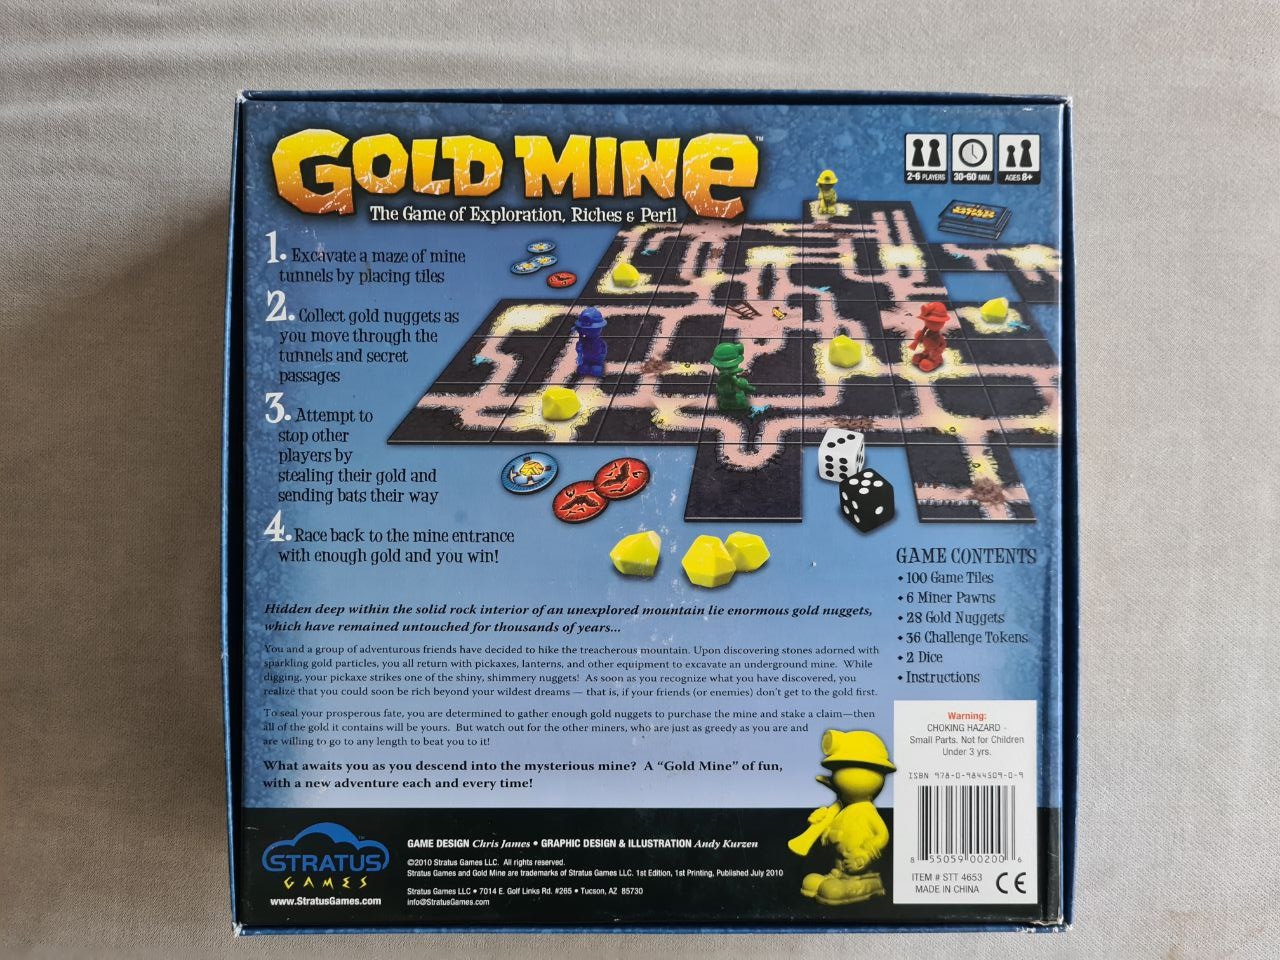 GOLD MINE™
The Game of Exploration, Riches & Peril
2-6 PLAYERS
30-60 MIN.
AGES 8+
1. Excavate a maze of mine
tunnels by placing tiles
2. Collect gold nuggets as
you move through the
tunnels and secret
passages
3. Attempt to
stop other
players by
stealing their gold and
sending bats their way
4. Race back to the mine entrance
with enough gold and you win!
GAME CONTENTS
• 100 Game Tiles
• 6 Miner Pawns
• 28 Gold Nuggets
• 36 Challenge Tokens
• 2 Dice
• Instructions
Hidden deep within the solid rock interior of an unexplored mountain lie enormous gold nuggets,
which have remained untouched for thousands of years...
You and a group of adventurous friends have decided to hike the treacherous mountain. Upon discovering stones adorned with
sparkling gold particles, you all return with pickaxes, lanterns, and other equipment to excavate an underground mine. While
digging, your pickaxe strikes one of the shiny, shimmery nuggets! As soon as you recognize what you have discovered, you
realize that you could soon be rich beyond your wildest dreams — that is, if your friends (or enemies) don't get to the gold first.
To seal your prosperous fate, you are determined to gather enough gold nuggets to purchase the mine and stake a claim—then
all of the gold it contains will be yours. But watch out for the other miners, who are just as greedy as you are and
are willing to go to any length to beat you to it!
What awaits you as you descend into the mysterious mine? A "Gold Mine" of fun,
with a new adventure each and every time!
Warning:
CHOKING HAZARD -
Small Parts. Not for Children
Under 3 yrs.
ISBN 978-0-9844509-0-9
8 55059 00200 6
ITEM # STT 4653
MADE IN CHINA
CE
STRATUS™
GAMES
www.StratusGames.com
GAME DESIGN Chris James • GRAPHIC DESIGN & ILLUSTRATION Andy Kurzen
©2010 Stratus Games LLC. All rights reserved.
Stratus Games and Gold Mine are trademarks of Stratus Games LLC. 1st Edition, 1st Printing, Published July 2010
Stratus Games LLC • 7014 E. Golf Links Rd. #265 • Tucson, AZ 85730
info@StratusGames.com